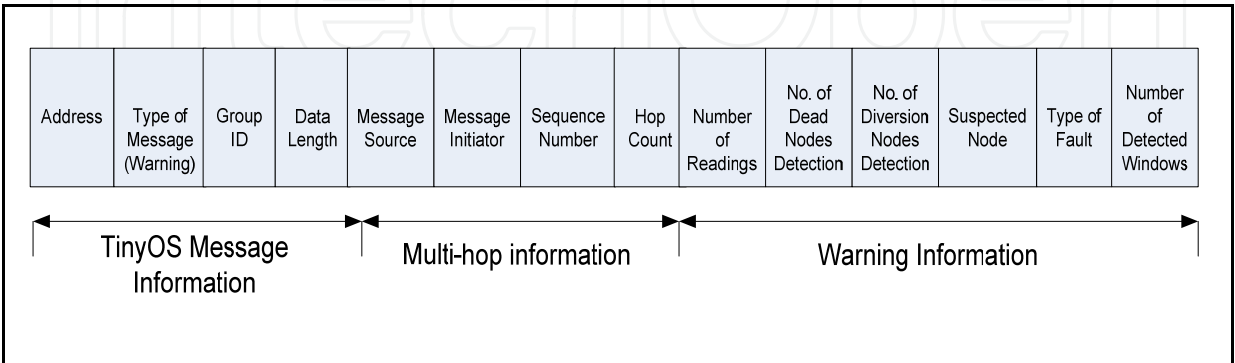 IntechOpen
Address
Type of
Message
(Warning)
Group
ID
Data
Length
Message
Source
Message
Initiator
Sequence
Number
Hop
Count
Number
of
Readings
No. of
Dead
Nodes
Detection
No. of
Diversion
Nodes
Detection
Suspected
Node
Type of
Fault
Number
of
Detected
Windows
TinyOS Message
Information
Multi-hop information
Warning Information